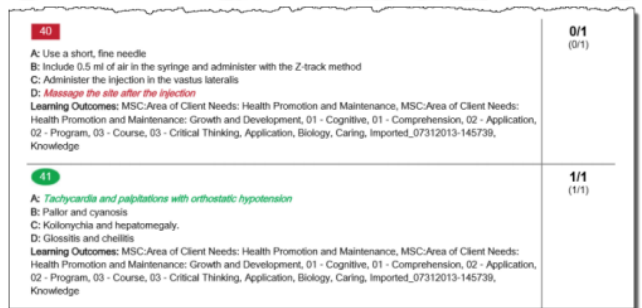 40
0/1
(0/1)
A: Use a short, fine needle
B: Include 0.5 ml of air in the syringe and administer with the Z-track method
C: Administer the injection in the vastus lateralis
D: Massage the site after the injection
Learning Outcomes: MSC:Area of Client Needs: Health Promotion and Maintenance, MSC:Area of Client Needs:
Health Promotion and Maintenance: Growth and Development, 01 - Cognitive, 01 - Comprehension, 02 - Application,
02 - Program, 03 - Course, 03 - Critical Thinking, Application, Biology, Caring, Imported_07312013-145739,
Knowledge
41
1/1
(1/1)
A: Tachycardia and palpitations with orthostatic hypotension
B: Pallor and cyanosis
C: Koilonychia and hepatomegaly.
D: Glossitis and cheilitis
Learning Outcomes: MSC:Area of Client Needs: Health Promotion and Maintenance, MSC:Area of Client Needs:
Health Promotion and Maintenance: Growth and Development, 01 - Cognitive, 01 - Comprehension, 02 - Application,
02 - Program, 03 - Course, 03 - Critical Thinking, Application, Biology, Caring, Imported_07312013-145739,
Knowledge